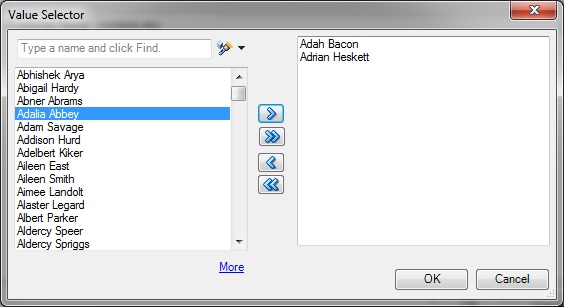 Value Selector
Type a name and click Find.
Abhishek Arya
Abigail Hardy
Abner Abrams
Adalia Abbey
Adam Savage
Addison Hurd
Adelbert Kiker
Aileen East
Aileen Smith
Aimee Landolt
Alaster Legard
Albert Parker
Aldercy Speer
Aldercy Spriggs
More
Adah Bacon
Adrian Heskett
OK
Cancel